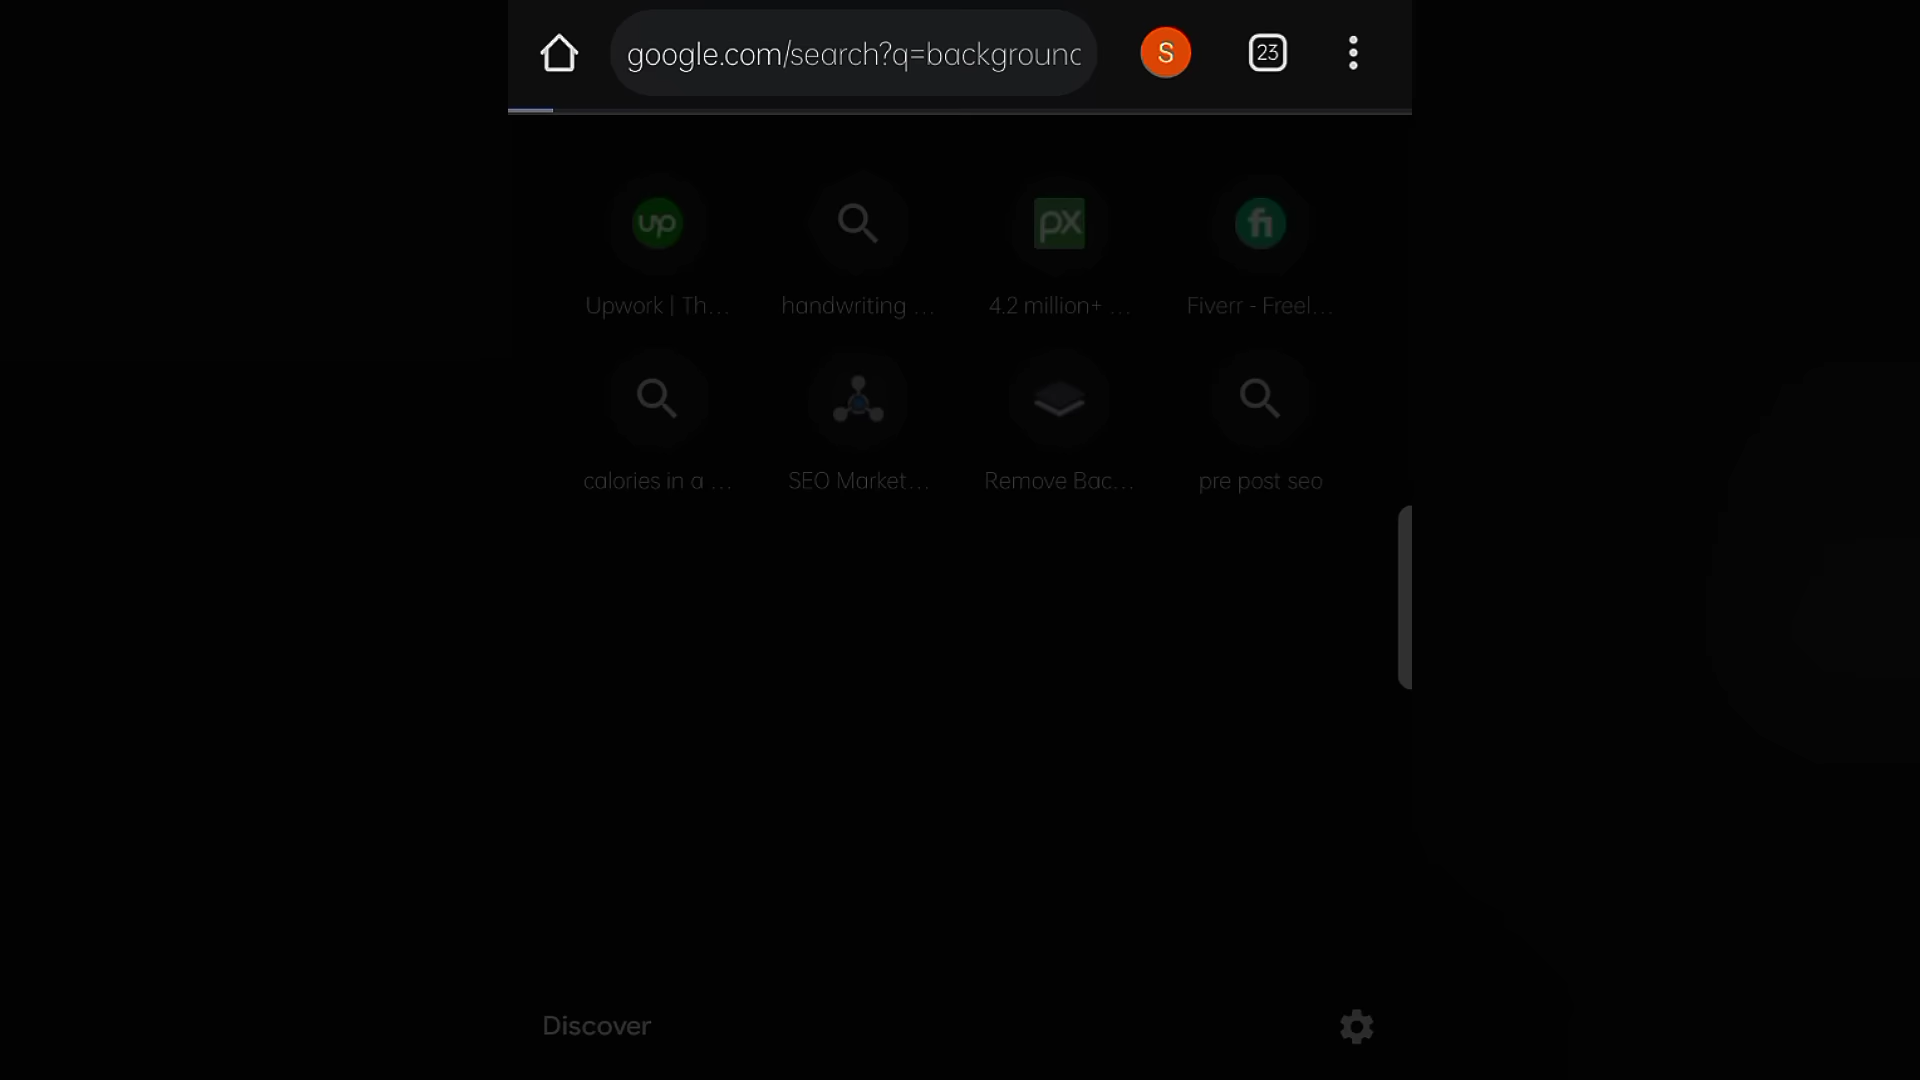 google.com/search?q=background
S
23
up
px
fi
Upwork | Th...
handwriting ...
4.2 million+ ...
Fiverr - Freel...
calories in a ...
SEO Market...
Remove Bac...
pre post seo
Discover